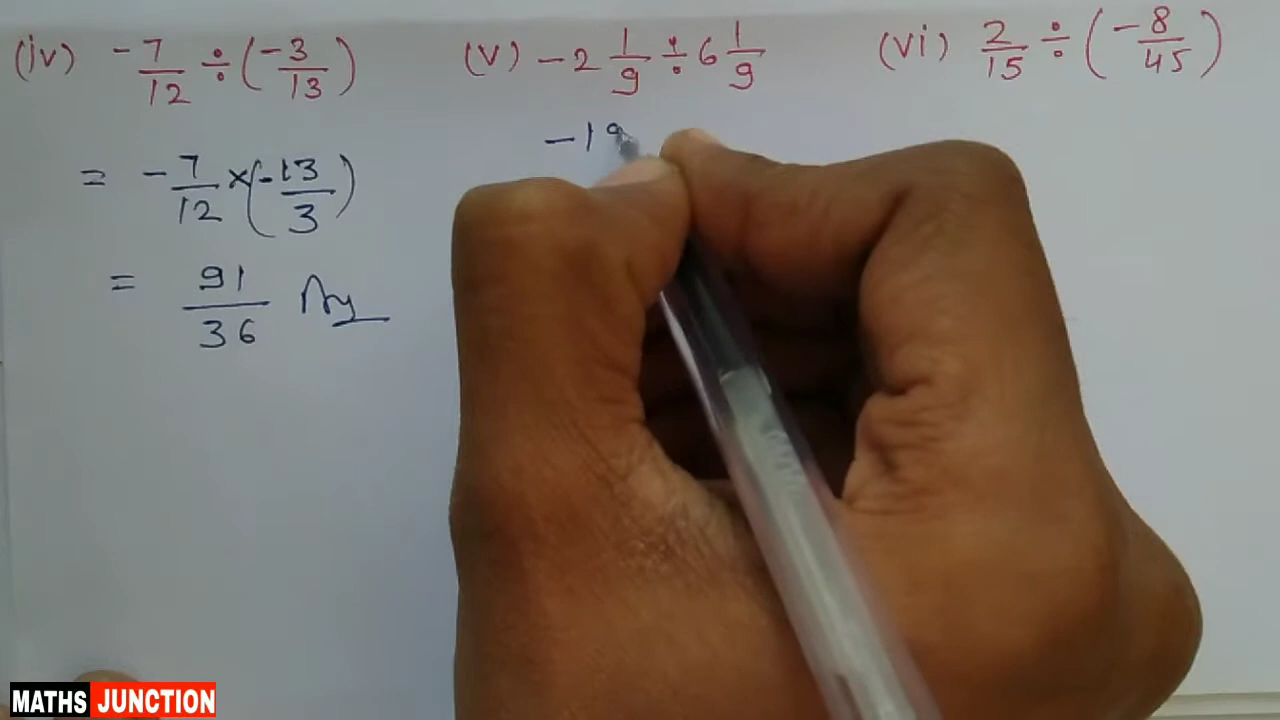 (iv) -7/12 ÷ (-3/13) (v) -2 1/9 ÷ 6 1/9 (vi) 2/15 ÷ (-8/45)
-19
= -7/12 × (-13/3)
= 91/36 Ans
MATHS JUNCTION